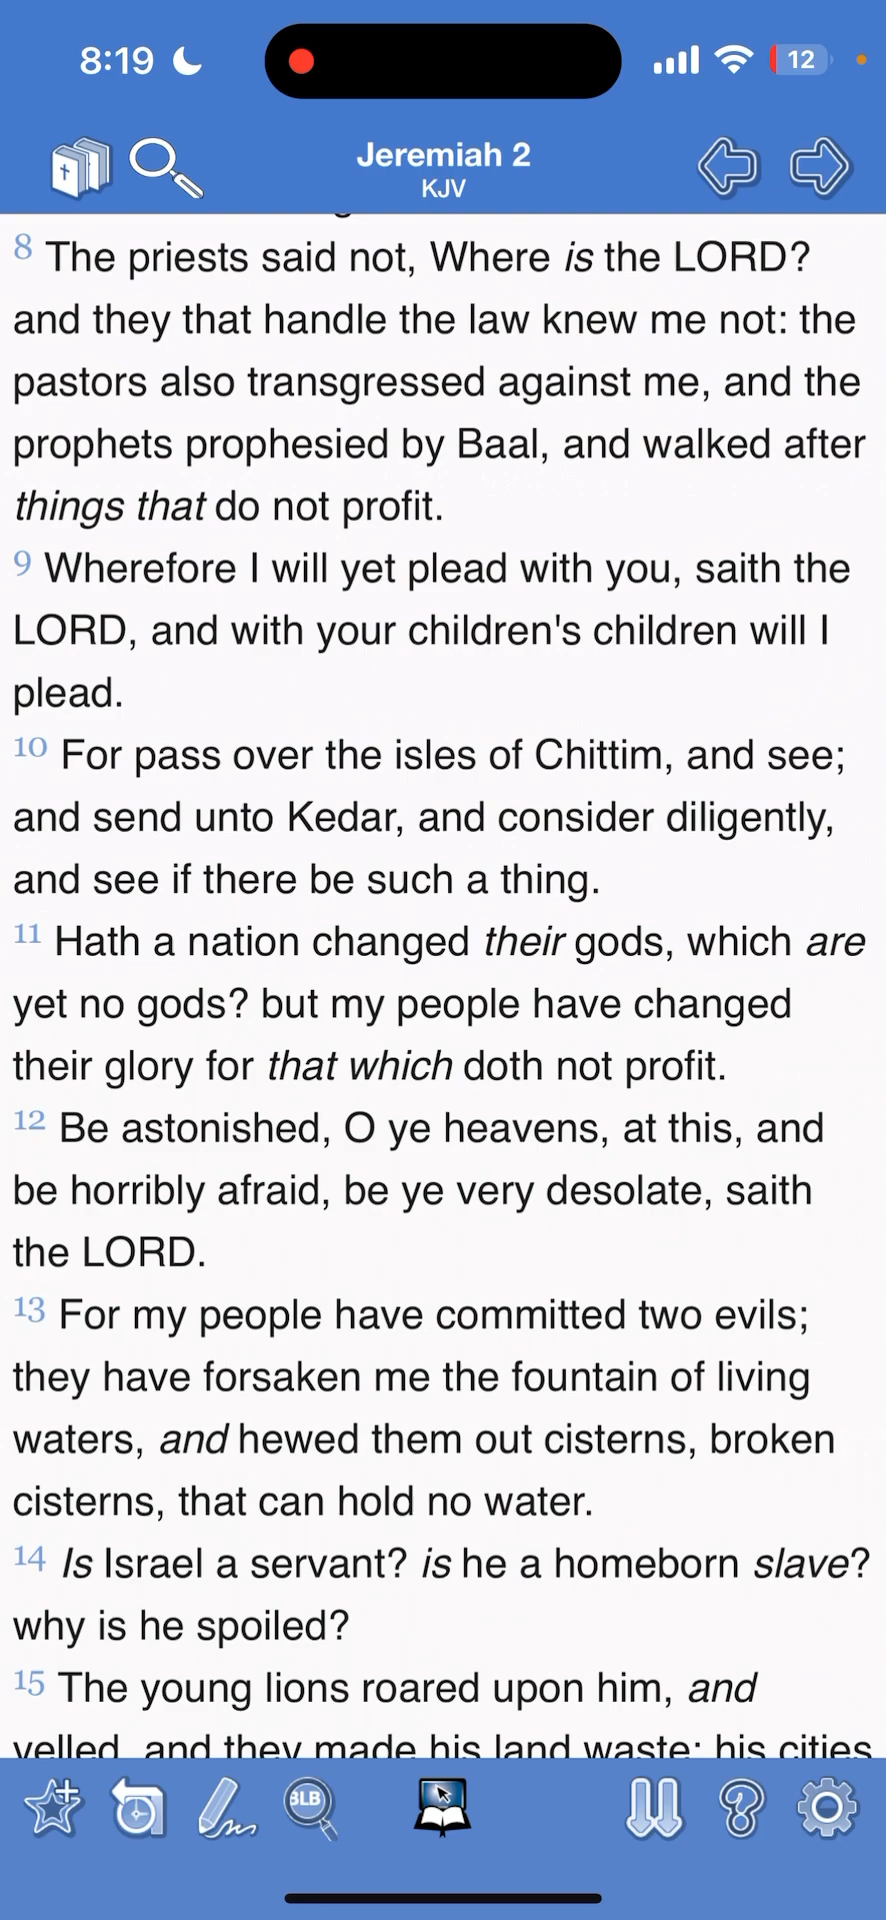 8:19
12
Jeremiah 2
KJV
8 The priests said not, Where is the LORD?
and they that handle the law knew me not: the
pastors also transgressed against me, and the
prophets prophesied by Baal, and walked after
things that do not profit.
9 Wherefore I will yet plead with you, saith the
LORD, and with your children's children will I
plead.
10 For pass over the isles of Chittim, and see;
and send unto Kedar, and consider diligently,
and see if there be such a thing.
11 Hath a nation changed their gods, which are
yet no gods? but my people have changed
their glory for that which doth not profit.
12 Be astonished, O ye heavens, at this, and
be horribly afraid, be ye very desolate, saith
the LORD.
13 For my people have committed two evils;
they have forsaken me the fountain of living
waters, and hewed them out cisterns, broken
cisterns, that can hold no water.
14 Is Israel a servant? is he a homeborn slave?
why is he spoiled?
15 The young lions roared upon him, and
yelled, and they made his land waste: his cities
BLB